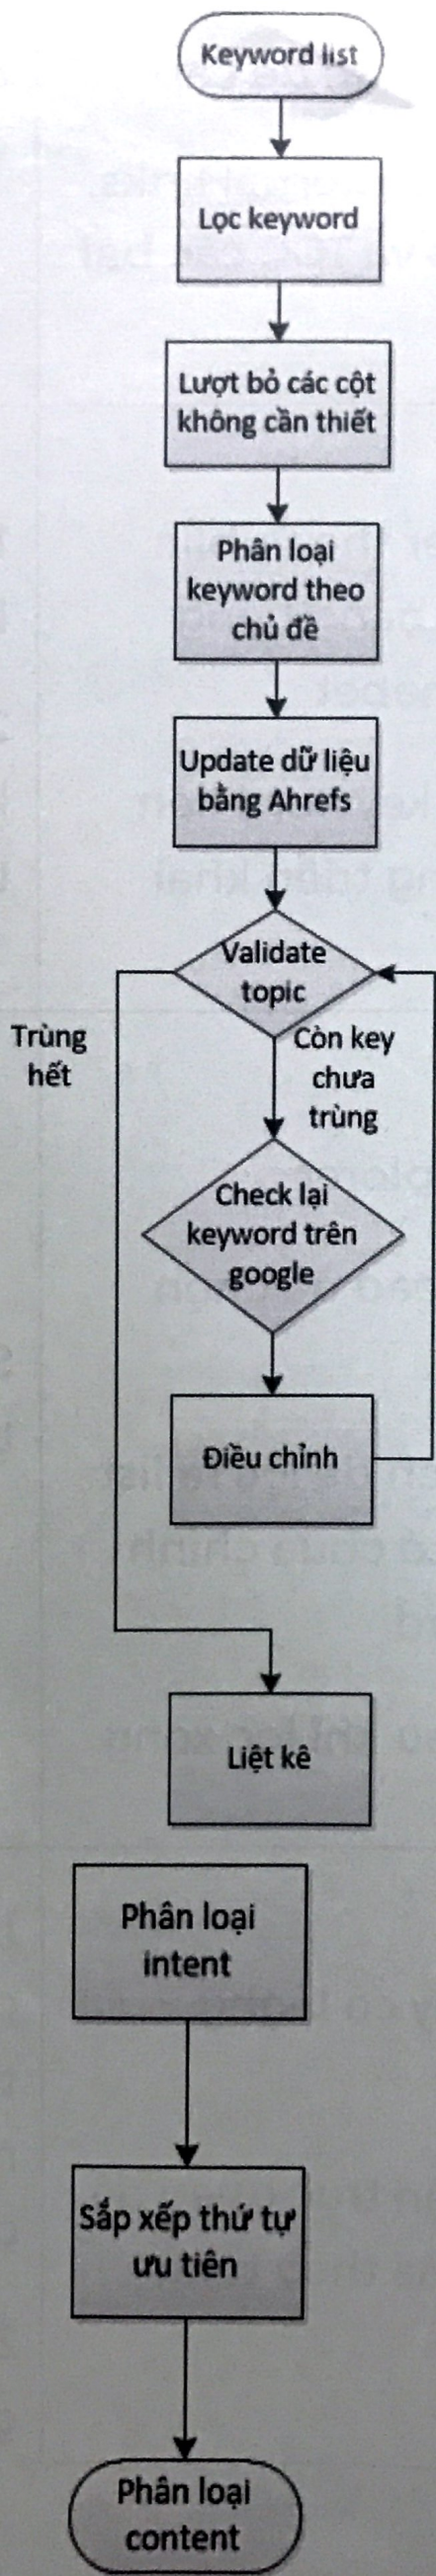 Keyword list
Lọc keyword
Lượt bỏ các cột
không cần thiết
Phân loại
keyword theo
chủ đề
Update dữ liệu
bằng Ahrefs
Validate
topic
Trùng
hết
Còn key
chưa
trùng
Check lại
keyword trên
google
Điều chỉnh
Liệt kê
Phân loại
intent
Sắp xếp thứ tự
ưu tiên
Phân loại
content